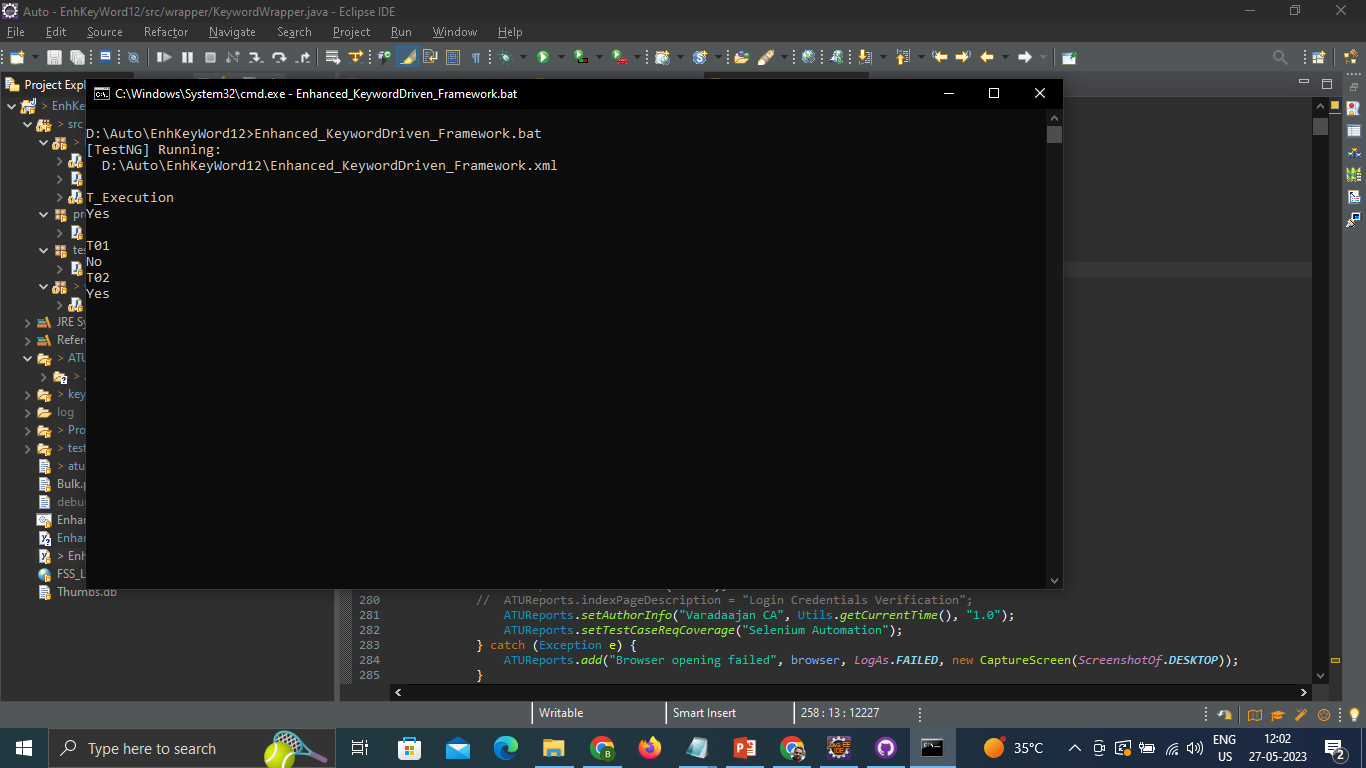 Auto - EnhKeyWord12/src/wrapper/KeywordWrapper.java - Eclipse IDE
File Edit Source Refactor Navigate Search Project Run Window Help
Project Expl
C:\Windows\System32\cmd.exe - Enhanced_KeywordDriven_Framework.bat
> EnhKe
> src
D:\Auto\EnhKeyWord12>Enhanced_KeywordDriven_Framework.bat
[TestNG] Running:
D:\Auto\EnhKeyWord12\Enhanced_KeywordDriven_Framework.xml
T_Execution
Yes
T01
No
T02
Yes
pr
tes
JRE Sy
Refere
> ATU
> key
log
> Pro
> test
> atu
Bulk.p
debu
Enhan
Enhan
> Enh
FSS_L
Thumbs.db
280 // ATUReports.indexPageDescription = "Login Credentials Verification";
281 ATUReports.setAuthorInfo("Varadaajan CA", Utils.getCurrentTime(), "1.0");
282 ATUReports.setTestCaseReqCoverage("Selenium Automation");
283 } catch (Exception e) {
284 ATUReports.add("Browser opening failed", browser, LogAs.FAILED, new CaptureScreen(ScreenshotOf.DESKTOP));
285 }
Writable Smart Insert 258 : 13 : 12227
Type here to search 35°C ENG US 12:02 27-05-2023 2